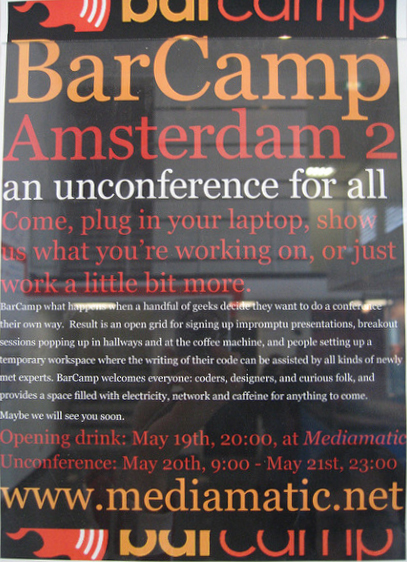 barcamp
BarCamp
Amsterdam 2
an unconference for all
Come, plug in your laptop, show
us what you're working on, or just
work a little bit more.
BarCamp what happens when a handful of geeks decide they want to do a conference
their own way. Result is an open grid for signing up impromptu presentations, breakout
sessions popping up in hallways and at the coffee machine, and people setting up a
temporary workspace where the writing of their code can be assisted by all kinds of newly
met experts. BarCamp welcomes everyone: coders, designers, and curious folk, and
provides a space filled with electricity, network and caffeine for anything to come.
Maybe we will see you soon.
Opening drink: May 19th, 20:00, at Mediamatic
Unconference: May 20th, 9:00 - May 21st, 23:00
www.mediamatic.net
barcamp